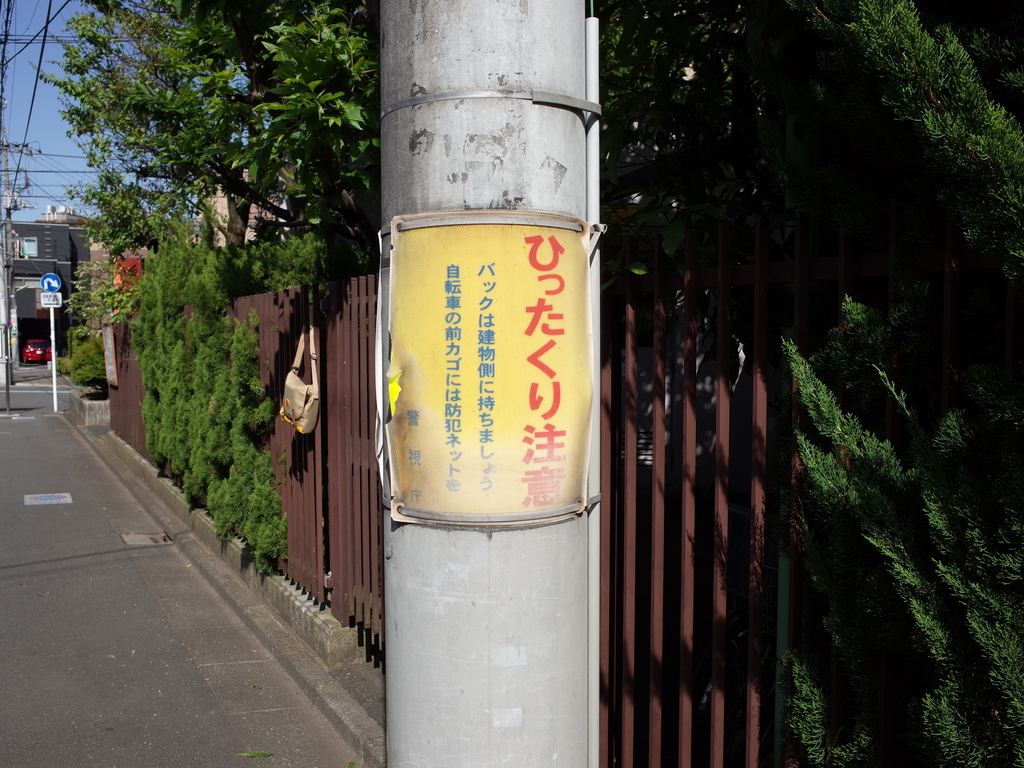 ひったくり注意
バックは建物側に持ちましょう
自転車の前カゴには防犯ネットを
警視庁